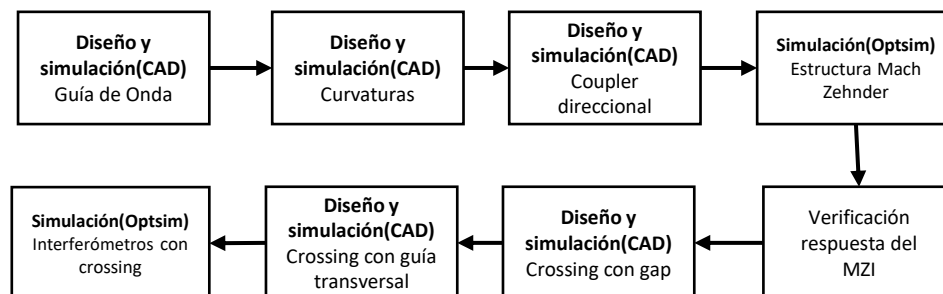 Diseño y
simulación(CAD)
Guía de Onda
Diseño y
simulación(CAD)
Curvaturas
Diseño y
simulación(CAD)
Coupler
direccional
Simulación(Optsim)
Estructura Mach
Zehnder
Verificación
respuesta del
MZI
Diseño y
simulación(CAD)
Crossing con gap
Diseño y
simulación(CAD)
Crossing con guía
transversal
Simulación(Optsim)
Interferómetros con
crossing